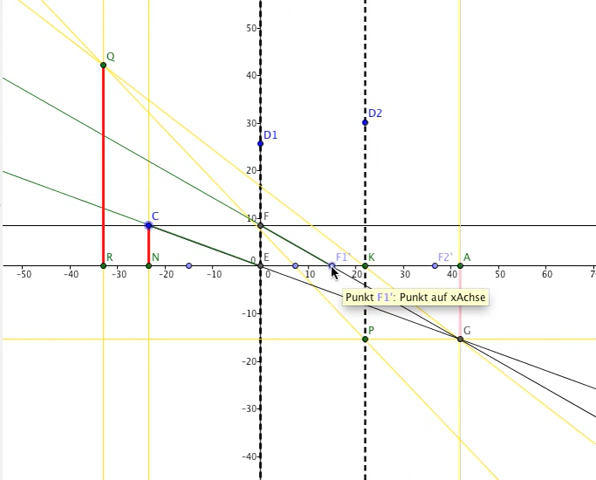 50
40
30
20
10
0
-10
-20
-30
-40
-50 -40 -30 -20 -10 10 20 30 40 50 60 70
Q
D1
D2
C
F
R N E F1' K F2' A
Punkt F1': Punkt auf xAchse
P G